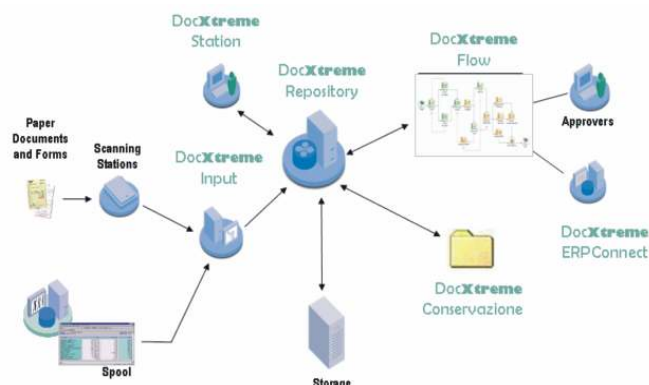 DocXtreme
Station
DocXtreme
Flow
DocXtreme
Repository
Paper
Documents
and Forms
Scanning
Stations
DocXtreme
Input
Approvers
DocXtreme
ERPConnect
DocXtreme
Conservazione
Spool
Storage